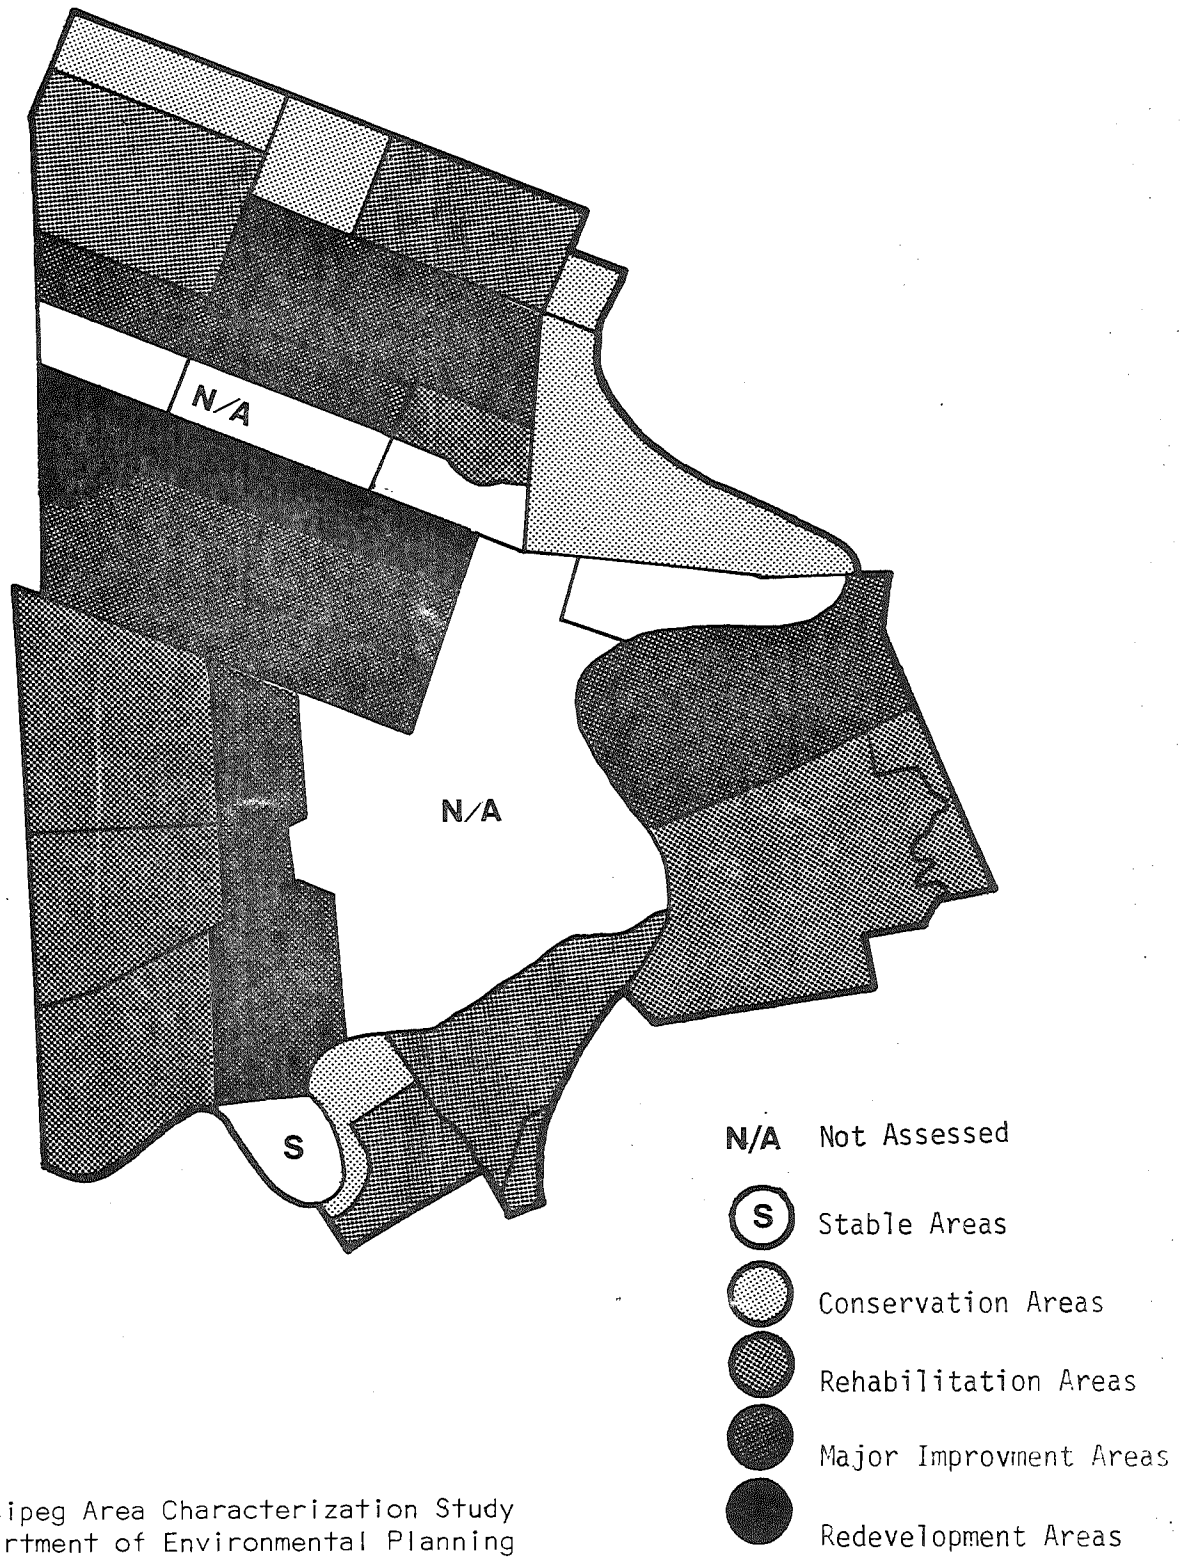 N/A
N/A
S
N/A Not Assessed
S Stable Areas
Conservation Areas
Rehabilitation Areas
Major Improvment Areas
Redevelopment Areas
ipeg Area Characterization Study
rtment of Environmental Planning